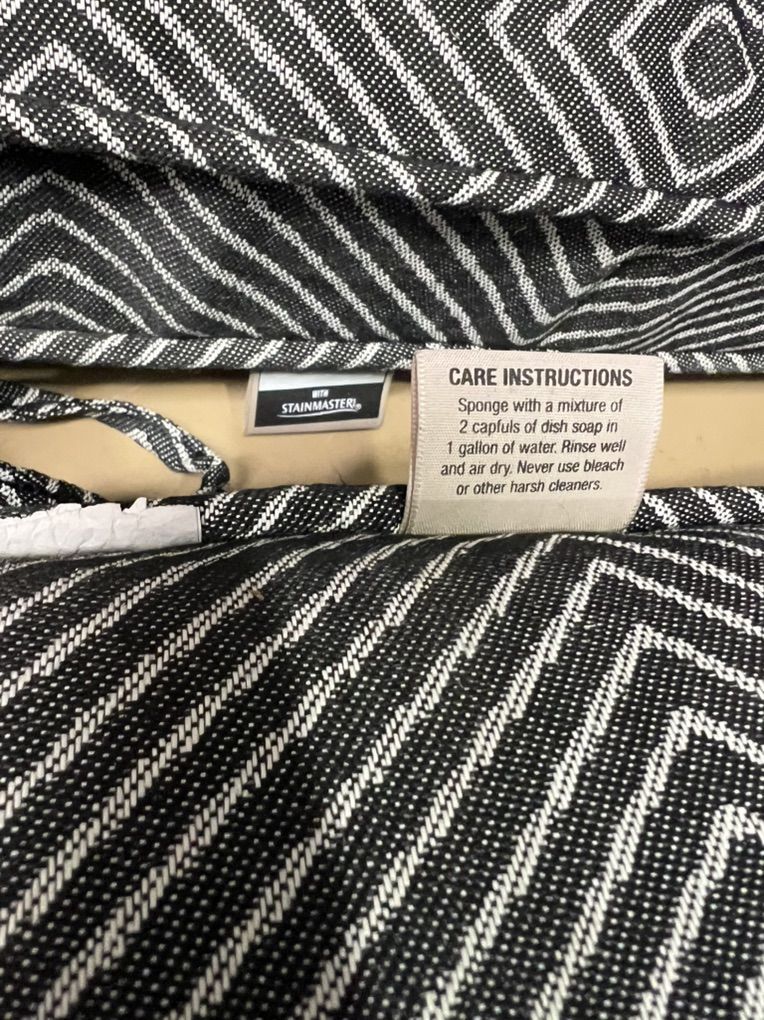 WITH
STAINMASTER®
CARE INSTRUCTIONS
Sponge with a mixture of
2 capfuls of dish soap in
1 gallon of water. Rinse well
and air dry. Never use bleach
or other harsh cleaners.